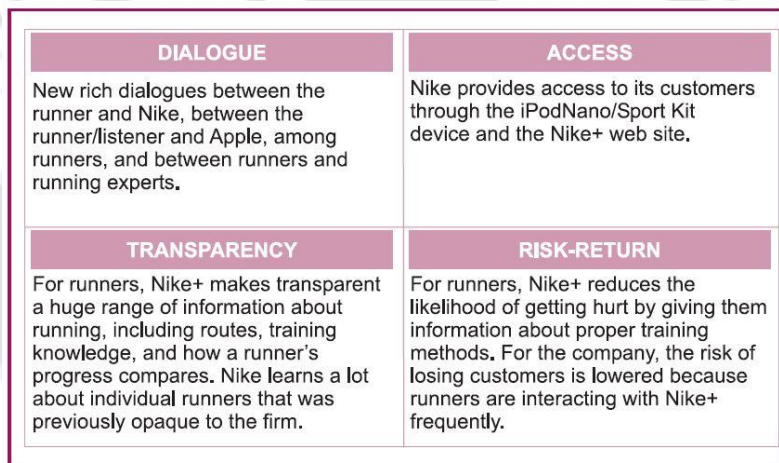 DIALOGUE
New rich dialogues between the
runner and Nike, between the
runner/listener and Apple, among
runners, and between runners and
running experts.
ACCESS
Nike provides access to its customers
through the iPodNano/Sport Kit
device and the Nike+ web site.
TRANSPARENCY
For runners, Nike+ makes transparent
a huge range of information about
running, including routes, training
knowledge, and how a runner's
progress compares. Nike learns a lot
about individual runners that was
previously opaque to the firm.
RISK-RETURN
For runners, Nike+ reduces the
likelihood of getting hurt by giving them
information about proper training
methods. For the company, the risk of
losing customers is lowered because
runners are interacting with Nike+
frequently.